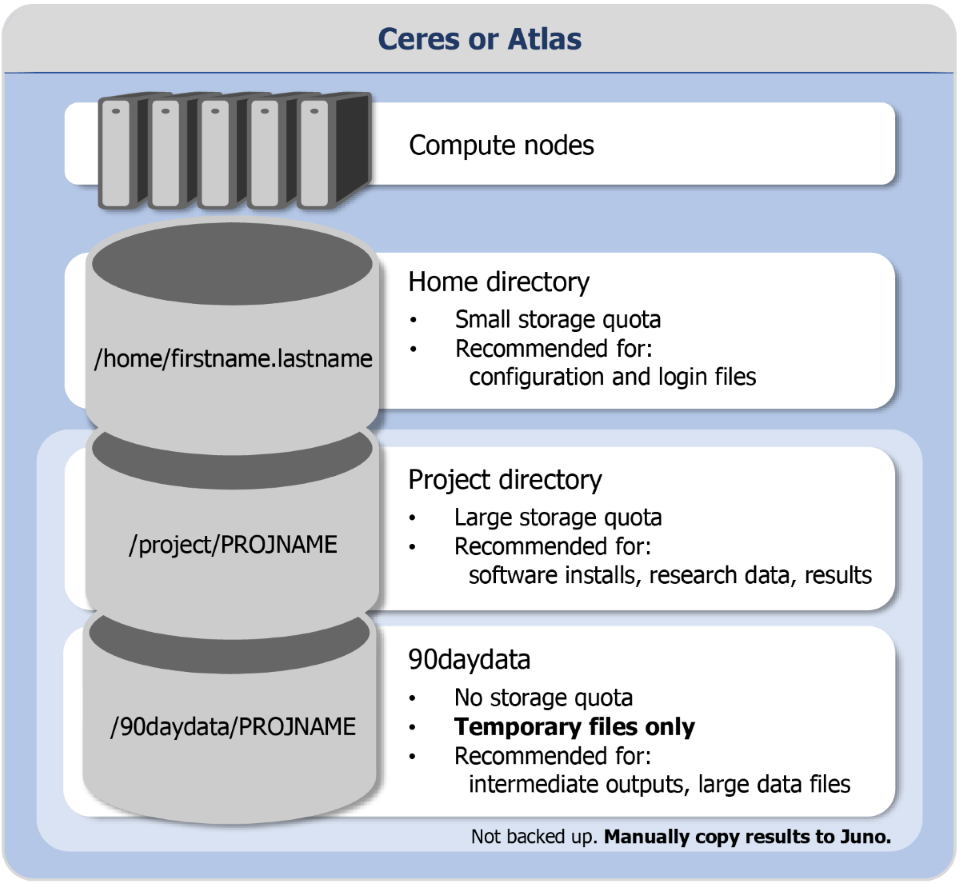 Ceres or Atlas
Compute nodes
/home/firstname.lastname
Home directory
• Small storage quota
• Recommended for:
configuration and login files
/project/PROJNAME
Project directory
• Large storage quota
• Recommended for:
software installs, research data, results
/90daydata/PROJNAME
90daydata
• No storage quota
• Temporary files only
• Recommended for:
intermediate outputs, large data files
Not backed up. Manually copy results to Juno.